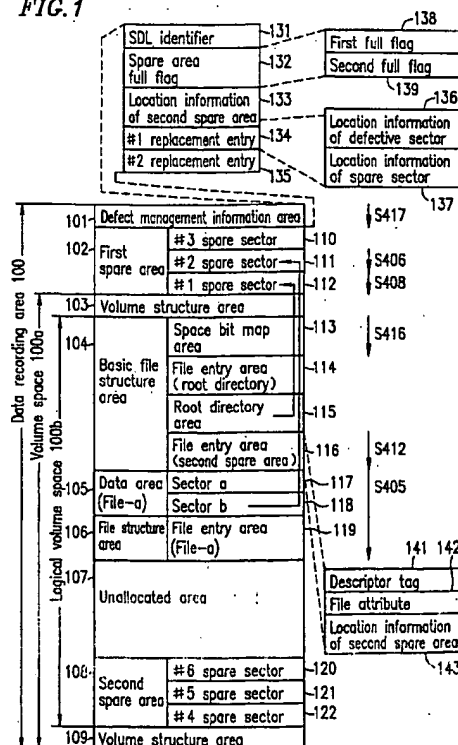 FIG. 1
SDL identifier 131
Spare area full flag 132
Location information of second spare area 133
#1 replacement entry 134
#2 replacement entry 135
138
First full flag
Second full flag
139
136
Location information of defective sector
Location information of spare sector
137
Data recording area 100
Volume space 100a
Logical volume space 100b
101 Defect management information area S417
102 First spare area
#3 spare sector 110
#2 spare sector 111 S406
#1 spare sector 112 S408
103 Volume structure area
104 Basic file structure area
Space bit map area 113 S416
File entry area (root directory) 114
Root directory area 115
File entry area (second spare area) 116 S412
105 Data area (File-a)
Sector a 117
Sector b 118 S405
106 File structure area
File entry area (File-a) 119
107 Unallocated area
141 142
Descriptor tag
File attribute
Location information of second spare area
143
108 Second spare area
#6 spare sector 120
#5 spare sector 121
#4 spare sector 122
109 Volume structure area